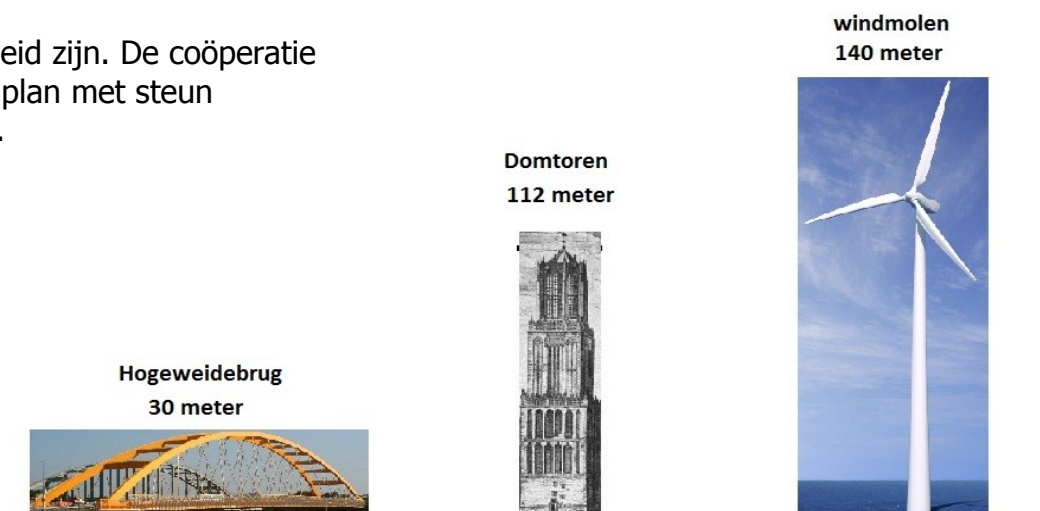 eid zijn. De coöperatie
plan met steun
.
Hogeweidebrug
30 meter
Domtoren
112 meter
windmolen
140 meter